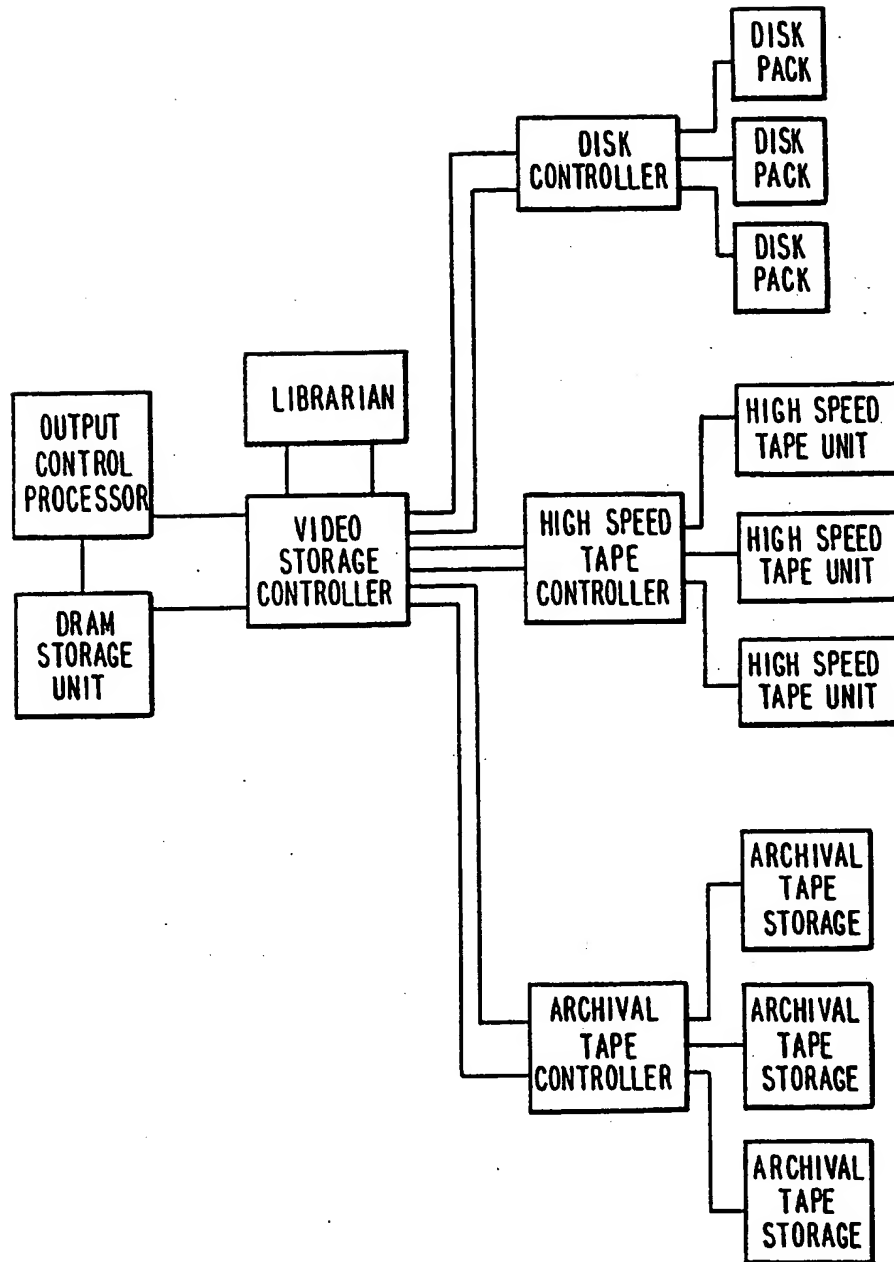 DISK
PACK
DISK
PACK
DISK
PACK
DISK
CONTROLLER
LIBRARIAN
OUTPUT
CONTROL
PROCESSOR
VIDEO
STORAGE
CONTROLLER
DRAM
STORAGE
UNIT
HIGH SPEED
TAPE
CONTROLLER
HIGH SPEED
TAPE UNIT
HIGH SPEED
TAPE UNIT
HIGH SPEED
TAPE UNIT
ARCHIVAL
TAPE
CONTROLLER
ARCHIVAL
TAPE
STORAGE
ARCHIVAL
TAPE
STORAGE
ARCHIVAL
TAPE
STORAGE